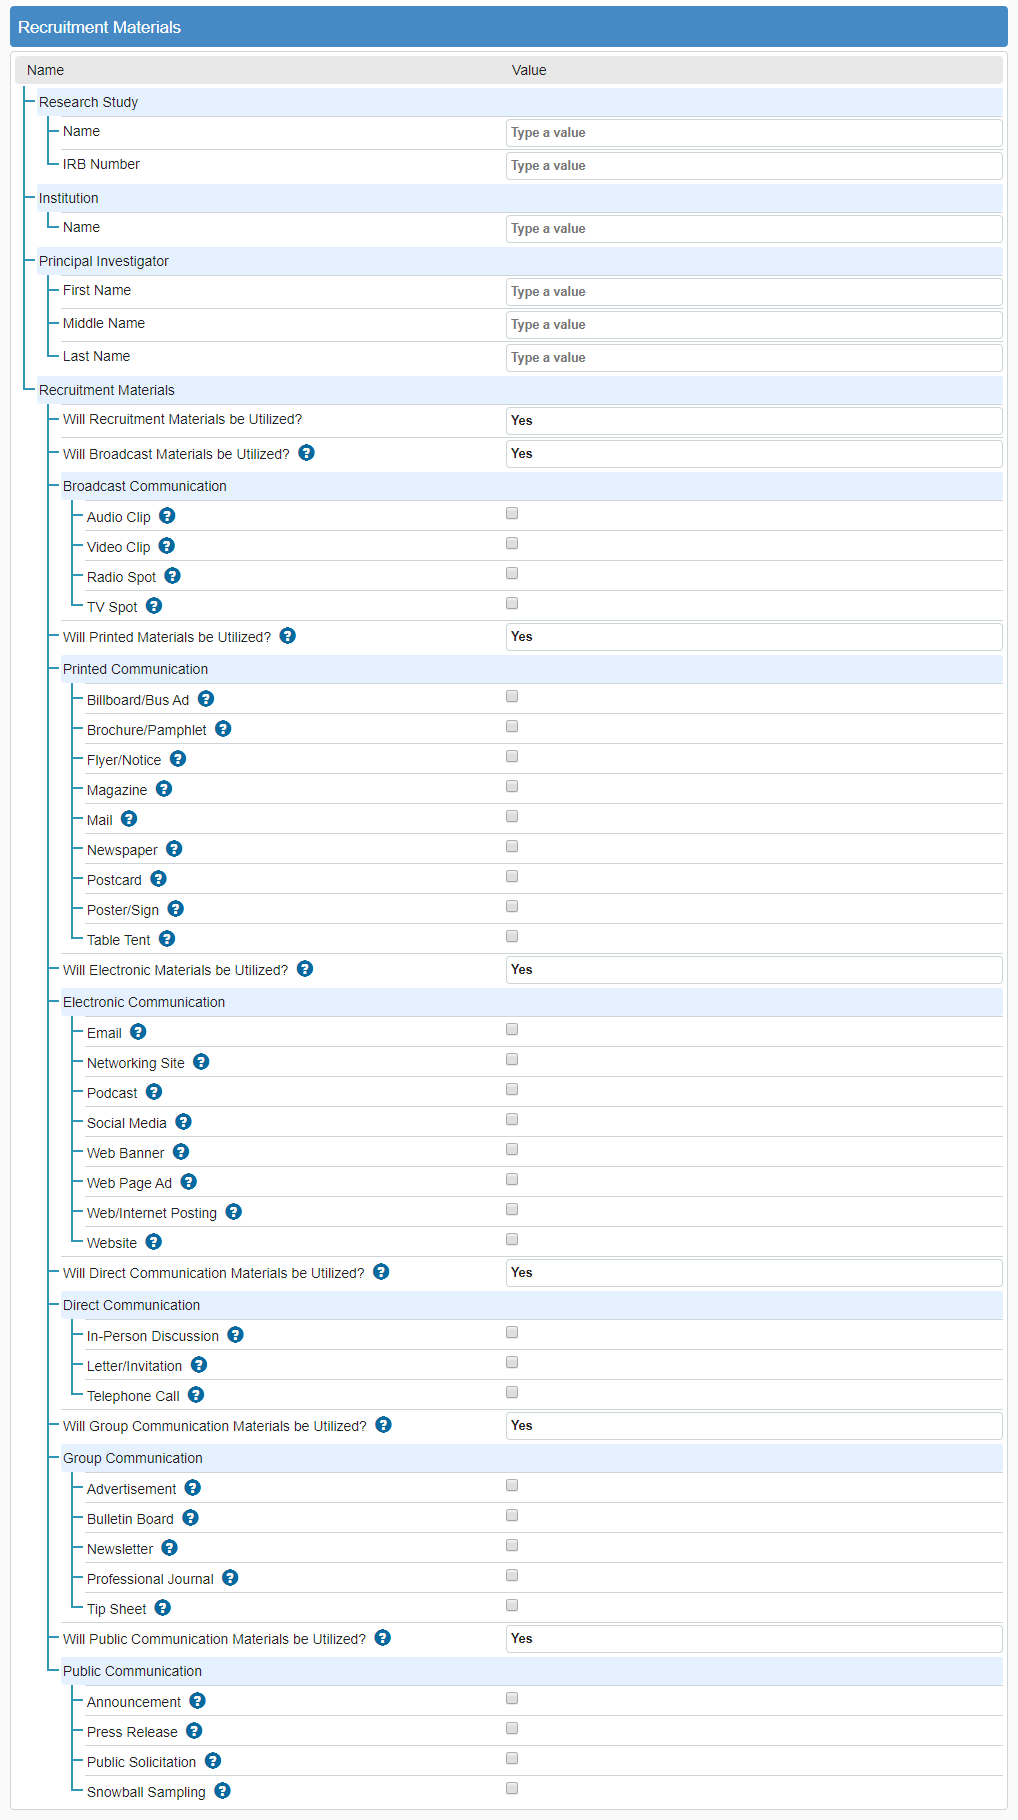 Recruitment Materials
Name Value
Research Study
Name Type a value
IRB Number Type a value
Institution
Name Type a value
Principal Investigator
First Name Type a value
Middle Name Type a value
Last Name Type a value
Recruitment Materials
Will Recruitment Materials be Utilized? Yes
Will Broadcast Materials be Utilized? ? Yes
Broadcast Communication
Audio Clip ?
Video Clip ?
Radio Spot ?
TV Spot ?
Will Printed Materials be Utilized? ? Yes
Printed Communication
Billboard/Bus Ad ?
Brochure/Pamphlet ?
Flyer/Notice ?
Magazine ?
Mail ?
Newspaper ?
Postcard ?
Poster/Sign ?
Table Tent ?
Will Electronic Materials be Utilized? ? Yes
Electronic Communication
Email ?
Networking Site ?
Podcast ?
Social Media ?
Web Banner ?
Web Page Ad ?
Web/Internet Posting ?
Website ?
Will Direct Communication Materials be Utilized? ? Yes
Direct Communication
In-Person Discussion ?
Letter/Invitation ?
Telephone Call ?
Will Group Communication Materials be Utilized? ? Yes
Group Communication
Advertisement ?
Bulletin Board ?
Newsletter ?
Professional Journal ?
Tip Sheet ?
Will Public Communication Materials be Utilized? ? Yes
Public Communication
Announcement ?
Press Release ?
Public Solicitation ?
Snowball Sampling ?